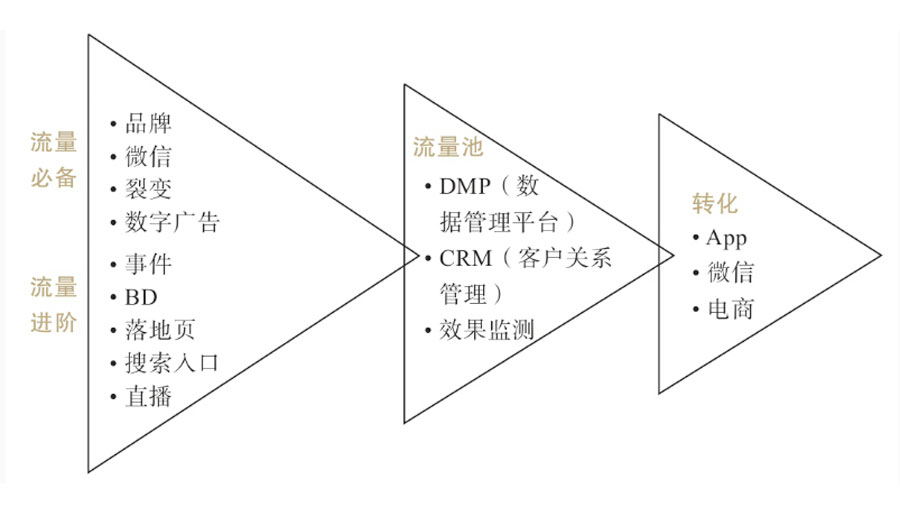 流量
必备
• 品牌
• 微信
• 裂变
• 数字广告
流量
进阶
• 事件
• BD
• 落地页
• 搜索入口
• 直播
流量池
• DMP（数
据管理平台）
• CRM（客户关系
管理）
• 效果监测
转化
• App
• 微信
• 电商